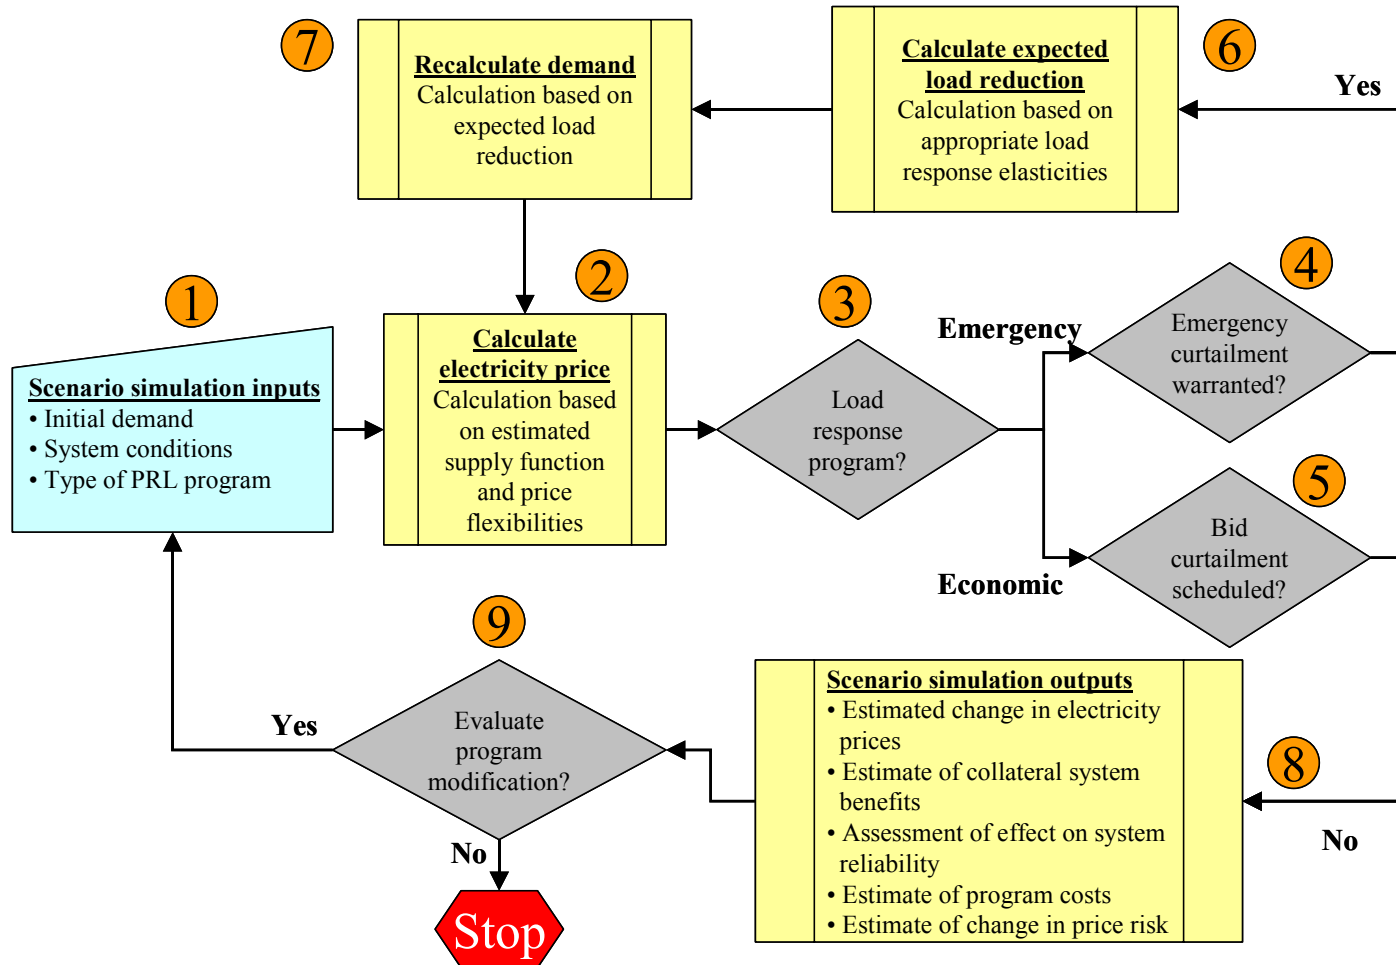 7
Recalculate demand
Calculation based on
expected load
reduction
Calculate expected
load reduction
Calculation based on
appropriate load
response elasticities
6
Yes
1
Scenario simulation inputs
• Initial demand
• System conditions
• Type of PRL program
2
Calculate
electricity price
Calculation based
on estimated
supply function
and price
flexibilities
3
Load
response
program?
Emergency
4
Emergency
curtailment
warranted?
Economic
5
Bid
curtailment
scheduled?
9
Yes
Evaluate
program
modification?
No
Stop
Scenario simulation outputs
• Estimated change in electricity
prices
• Estimate of collateral system
benefits
• Assessment of effect on system
reliability
• Estimate of program costs
• Estimate of change in price risk
8
No